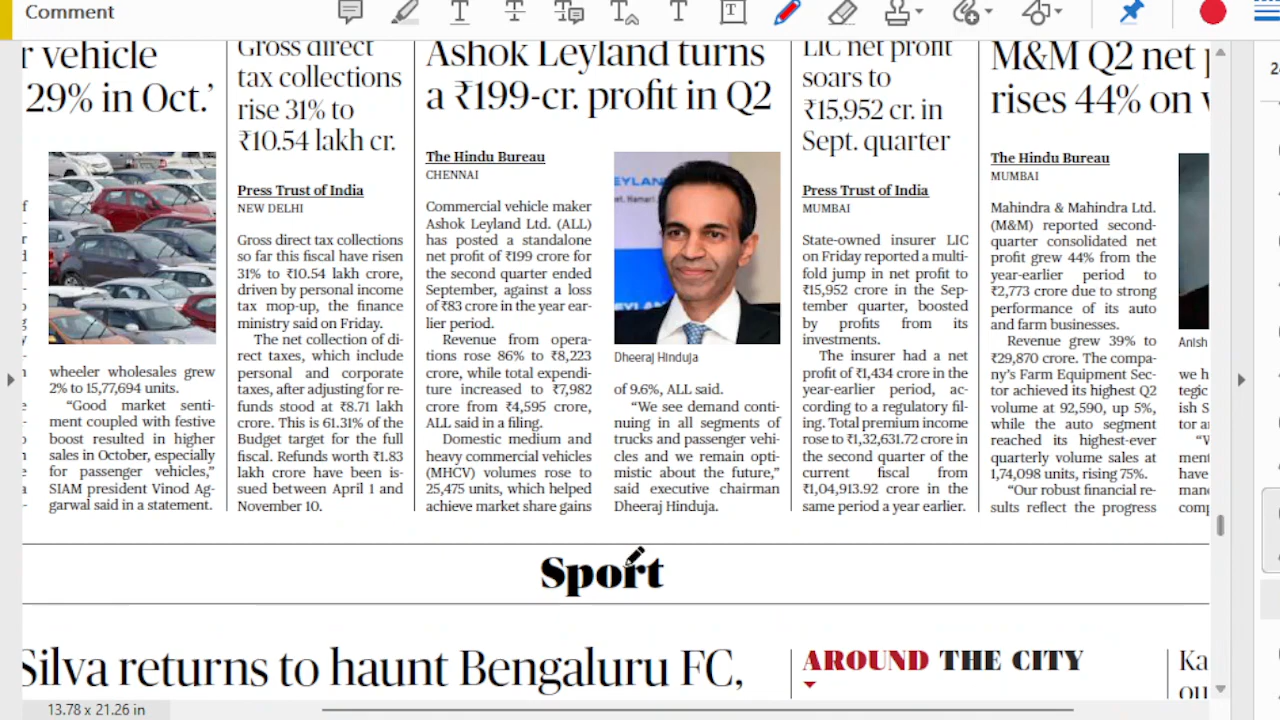 Comment
r vehicle
29% in Oct.’
wheeler wholesales grew
2% to 15,77,694 units.
“Good market senti-
ment coupled with festive
boost resulted in higher
sales in October, especially
for passenger vehicles,”
SIAM president Vinod Ag-
garwal said in a statement.
Gross direct
tax collections
rise 31% to
₹10.54 lakh cr.
Press Trust of India
NEW DELHI
Gross direct tax collections
so far this fiscal have risen
31% to ₹10.54 lakh crore,
driven by personal income
tax mop-up, the finance
ministry said on Friday.
The net collection of di-
rect taxes, which include
personal and corporate
taxes, after adjusting for re-
funds stood at ₹8.71 lakh
crore. This is 61.31% of the
Budget target for the full
fiscal. Refunds worth ₹1.83
lakh crore have been is-
sued between April 1 and
November 10.
Ashok Leyland turns
a ₹199-cr. profit in Q2
The Hindu Bureau
CHENNAI
Commercial vehicle maker
Ashok Leyland Ltd. (ALL)
has posted a standalone
net profit of ₹199 crore for
the second quarter ended
September, against a loss
of ₹83 crore in the year ear-
lier period.
Revenue from opera-
tions rose 86% to ₹8,223
crore, while total expendi-
ture increased to ₹7,982
crore from ₹4,595 crore,
ALL said in a filing.
Domestic medium and
heavy commercial vehicles
(MHCV) volumes rose to
25,475 units, which helped
achieve market share gains
EYLAN
EYLAN
Dheeraj Hinduja
of 9.6%, ALL said.
“We see demand conti-
nuing in all segments of
trucks and passenger vehi-
cles and we remain opti-
mistic about the future,”
said executive chairman
Dheeraj Hinduja.
LIC net profit
soars to
₹15,952 cr. in
Sept. quarter
Press Trust of India
MUMBAI
State-owned insurer LIC
on Friday reported a multi-
fold jump in net profit to
₹15,952 crore in the Sep-
tember quarter, boosted
by profits from its
investments.
The insurer had a net
profit of ₹1,434 crore in the
year-earlier period, ac-
cording to a regulatory fil-
ing. Total premium income
rose to ₹1,32,631.72 crore in
the second quarter of the
current fiscal from
₹1,04,913.92 crore in the
same period a year earlier.
M&M Q2 net
rises 44% on
The Hindu Bureau
MUMBAI
Mahindra & Mahindra Ltd.
(M&M) reported second-
quarter consolidated net
profit grew 44% from the
year-earlier period to
₹2,773 crore due to strong
performance of its auto
and farm businesses.
Revenue grew 39% to
₹29,870 crore. The compa-
ny’s Farm Equipment Sec-
tor achieved its highest Q2
volume at 92,590, up 5%,
while the auto segment
reached its highest-ever
quarterly volume sales at
1,74,098 units, rising 75%.
“Our robust financial re-
sults reflect the progress
Anish
we h
tegic
ish S
tor a
“V
ment
have
mano
comp
Sport
Silva returns to haunt Bengaluru FC,
AROUND THE CITY
Ka
ou
13.78 x 21.26 in